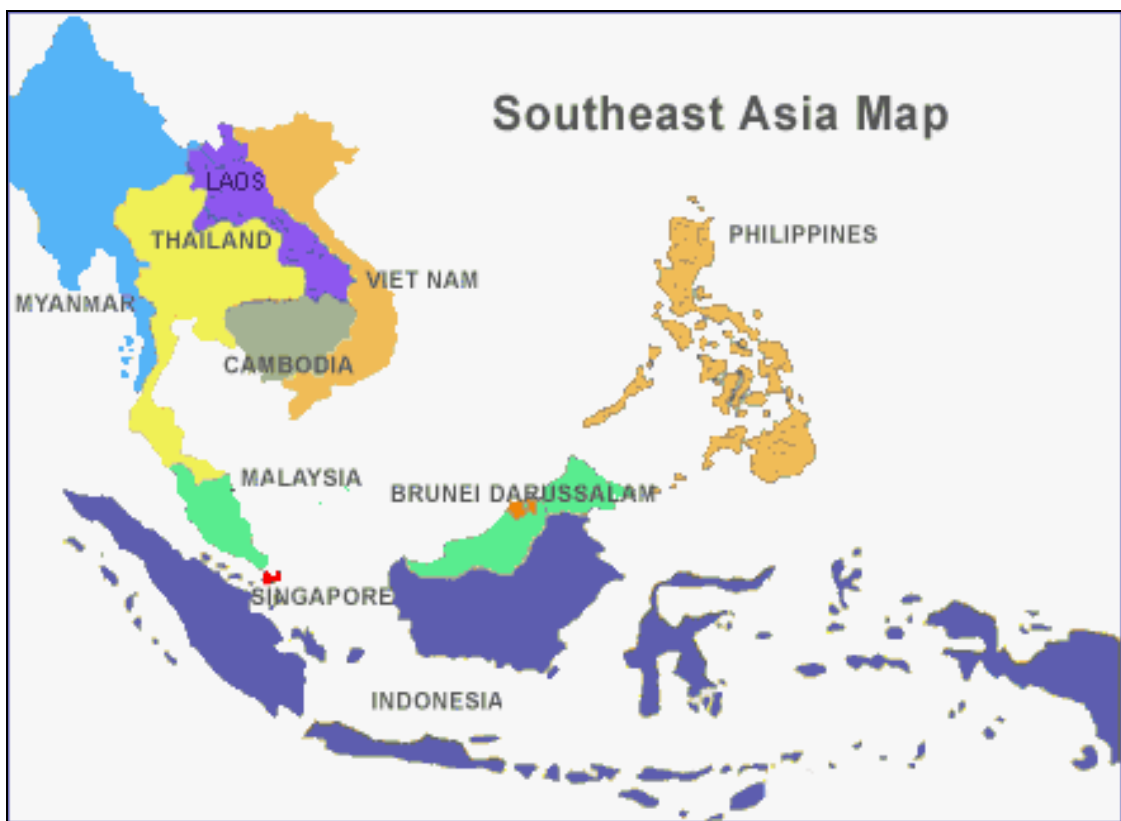 Southeast Asia Map
LAOS
THAILAND
PHILIPPINES
VIET NAM
MYANMAR
CAMBODIA
MALAYSIA
BRUNEI DARUSSALAM
SINGAPORE
INDONESIA